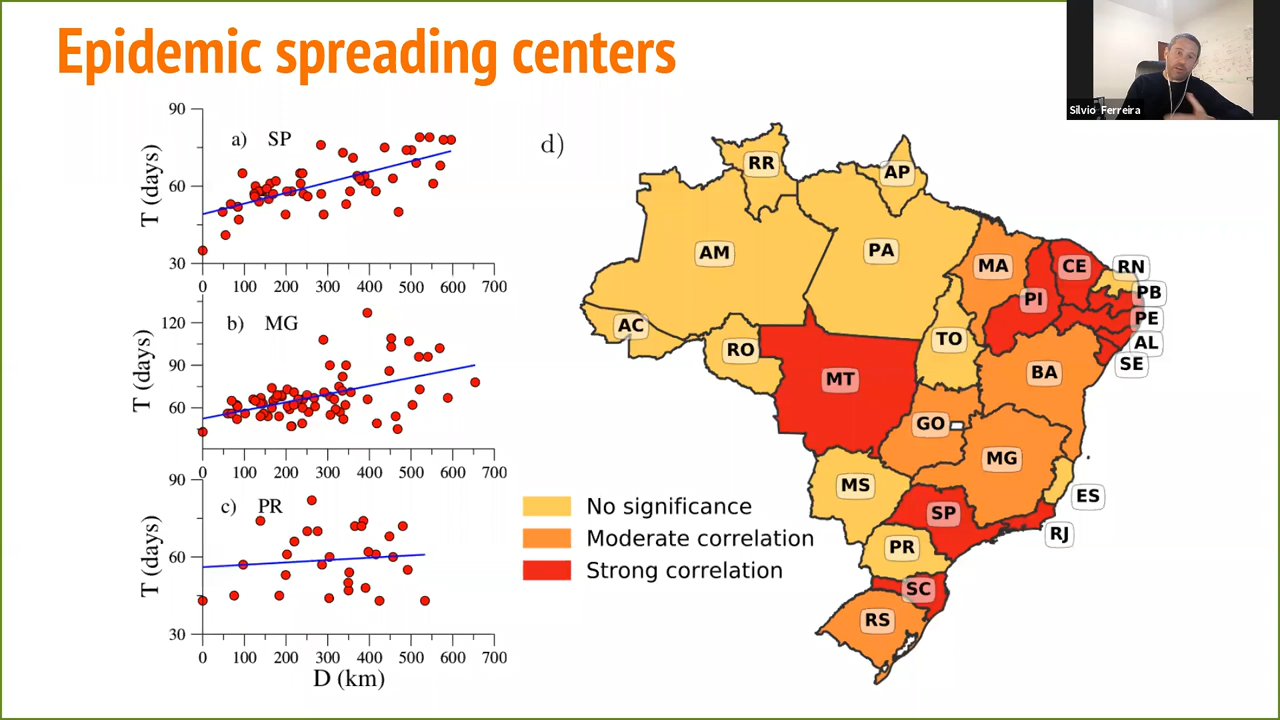 Epidemic spreading centers
Silvio Ferreira
a) SP
T (days)
90
60
30
0 100 200 300 400 500 600 700
b) MG
T (days)
120
90
60
0 100 200 300 400 500 600 700
c) PR
T (days)
90
60
30
0 100 200 300 400 500 600 700
D (km)
d)
RR
AP
AM
PA
MA
CE
RN
PI
PB
PE
AC
RO
TO
AL
SE
MT
BA
GO
MG
MS
ES
SP
RJ
PR
SC
RS
No significance
Moderate correlation
Strong correlation